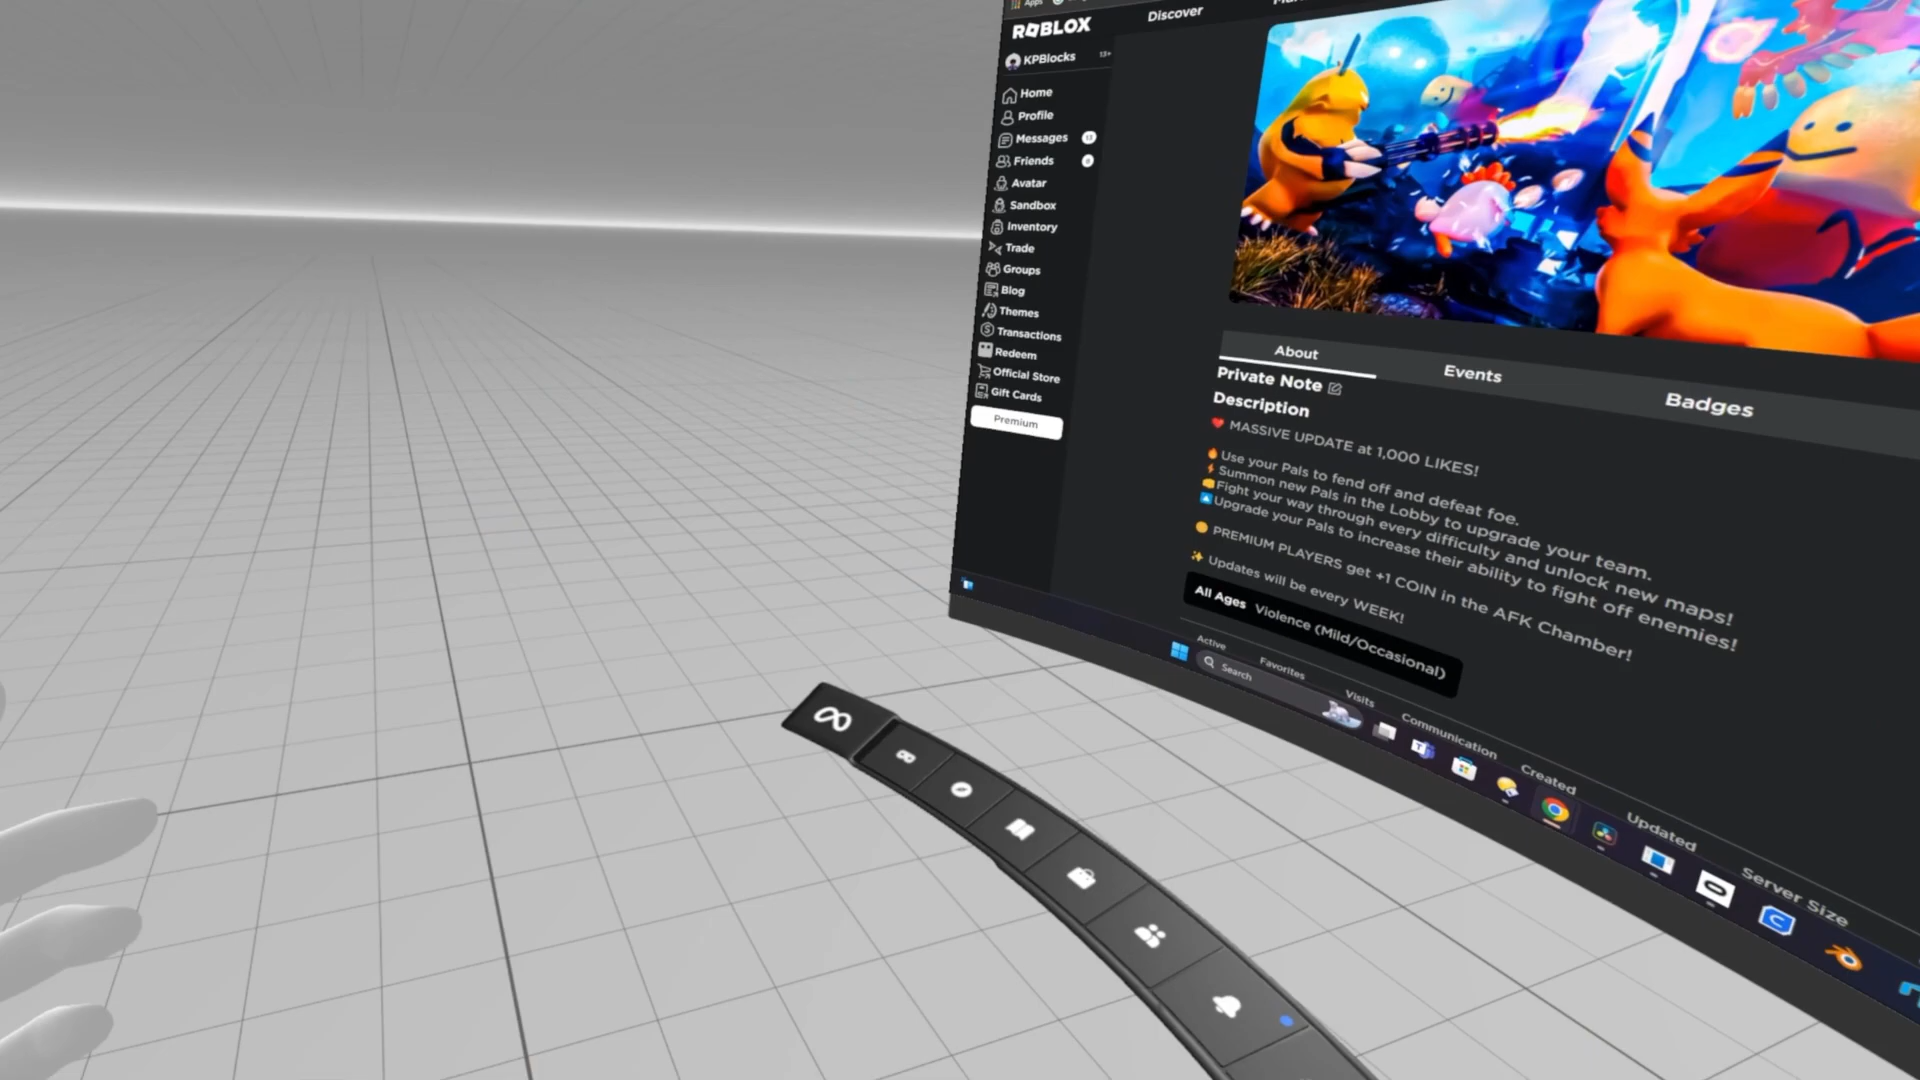 Apps
ROBLOX
Discover
KPBlocks
13+
Home
Profile
Messages
Friends
Avatar
Sandbox
Inventory
Trade
Groups
Blog
Themes
Transactions
Redeem
Official Store
Gift Cards
Premium
About
Events
Badges
Private Note
Description
❤️ MASSIVE UPDATE at 1,000 LIKES!
🔥Use your Pals to fend off and defeat foe.
⚡Summon new Pals in the Lobby to upgrade your team.
Fight your way through every difficulty and unlock new maps!
🔼Upgrade your Pals to increase their ability to fight off enemies!
🟡 PREMIUM PLAYERS get +1 COIN in the AFK Chamber!
✨ Updates will be every WEEK!
All Ages Violence (Mild/Occasional)
Active
Favorites
Visits
Communication
Created
Updated
Server Size
Search